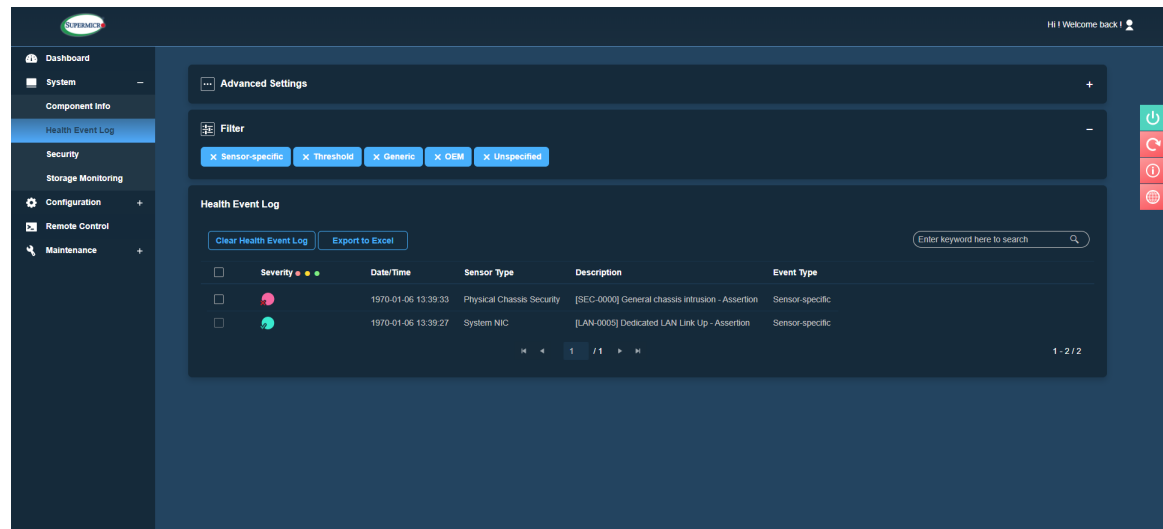 SUPERMICR
Hi ! Welcome back !
Dashboard
System
Component Info
Health Event Log
Security
Storage Monitoring
Configuration
Remote Control
Maintenance
Advanced Settings
Filter
Sensor-specific Threshold Generic OEM Unspecified
Health Event Log
Clear Health Event Log Export to Excel Enter keyword here to search
Severity Date/Time Sensor Type Description Event Type
1970-01-06 13:39:33 Physical Chassis Security [SEC-0000] General chassis intrusion - Assertion Sensor-specific
1970-01-06 13:39:27 System NIC [LAN-0005] Dedicated LAN Link Up - Assertion Sensor-specific
1 / 1 1 - 2 / 2